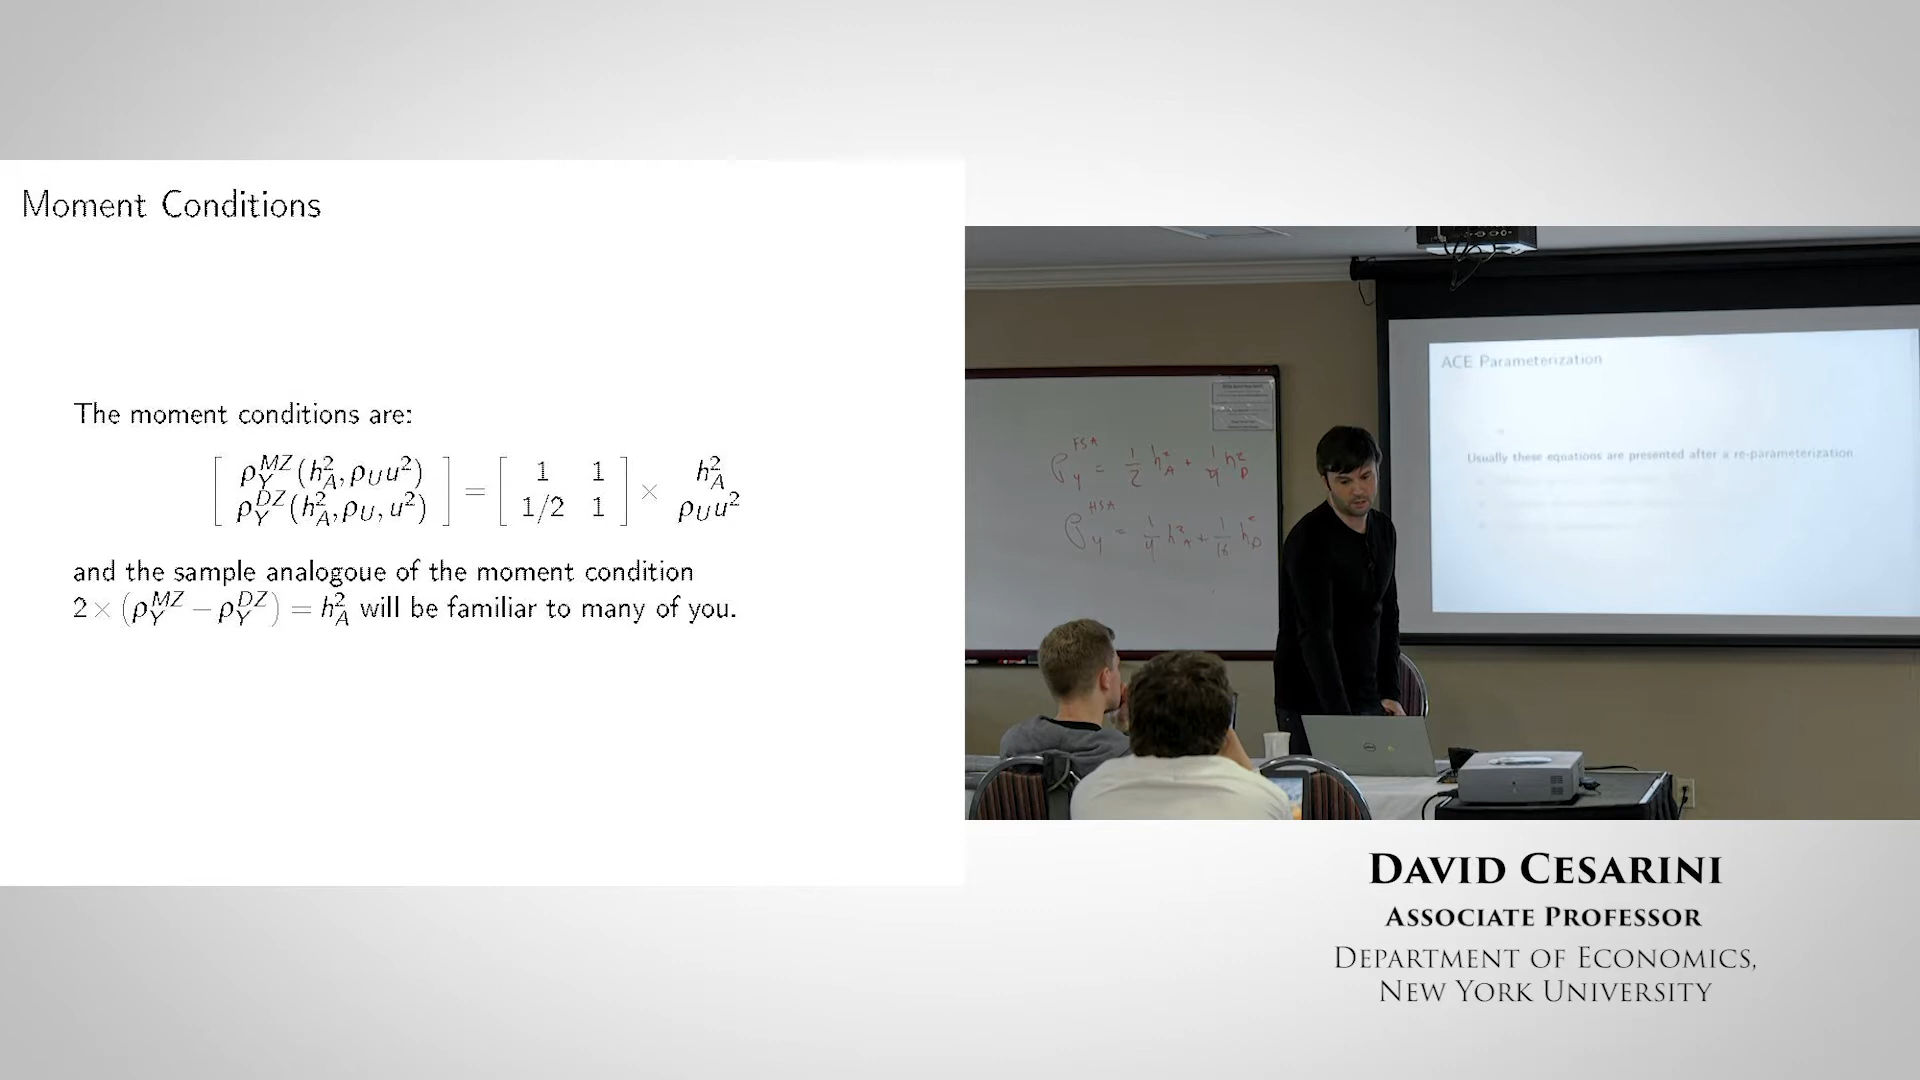 Moment Conditions
The moment conditions are:
[ ρ_Y^{MZ}(h_A^2, ρ_U u^2) ] = [ 1 1 ] × h_A^2
[ ρ_Y^{DZ}(h_A^2, ρ_U, u^2) ] [ 1/2 1 ] ρ_U u^2
and the sample analogoue of the moment condition
2 × (ρ_Y^{MZ} − ρ_Y^{DZ}) = h_A^2 will be familiar to many of you.
ρ_Y^{FSA} = 1/2 h_A^2 + 1/4 h_D^2
ρ_Y^{HSA} = 1/4 h_A^2 + 1/16 h_D^2
ACE Parameterization
Usually these equations are presented after a re-parameterization
DELL
DAVID CESARINI
ASSOCIATE PROFESSOR
DEPARTMENT OF ECONOMICS,
NEW YORK UNIVERSITY